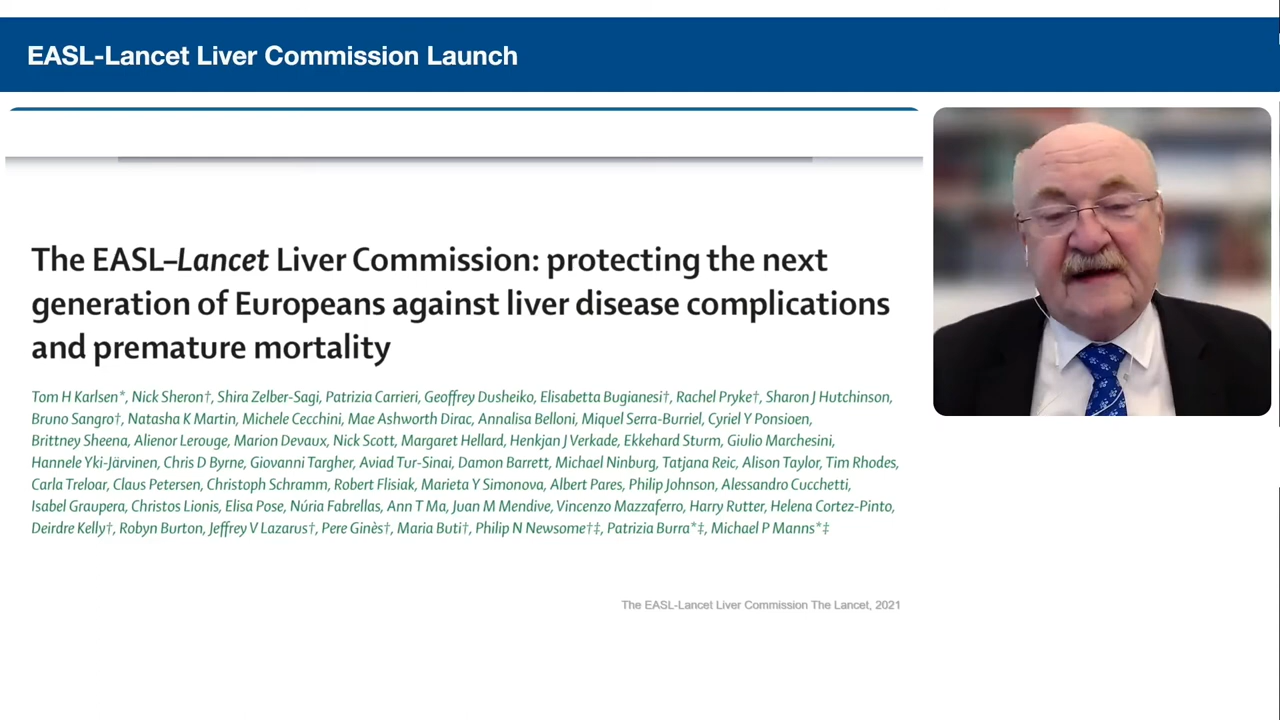 EASL-Lancet Liver Commission Launch
The EASL–Lancet Liver Commission: protecting the next
generation of Europeans against liver disease complications
and premature mortality
Tom H Karlsen*, Nick Sheron†, Shira Zelber-Sagi, Patrizia Carrieri, Geoffrey Dusheiko, Elisabetta Bugianesi†, Rachel Pryke†, Sharon J Hutchinson,
Bruno Sangro†, Natasha K Martin, Michele Cecchini, Mae Ashworth Dirac, Annalisa Belloni, Miquel Serra-Burriel, Cyriel Y Ponsioen,
Brittney Sheena, Alienor Lerouge, Marion Devaux, Nick Scott, Margaret Hellard, Henkjan J Verkade, Ekkehard Sturm, Giulio Marchesini,
Hannele Yki-Järvinen, Chris D Byrne, Giovanni Targher, Aviad Tur-Sinai, Damon Barrett, Michael Ninburg, Tatjana Reic, Alison Taylor, Tim Rhodes,
Carla Treloar, Claus Petersen, Christoph Schramm, Robert Flisiak, Marieta Y Simonova, Albert Pares, Philip Johnson, Alessandro Cucchetti,
Isabel Graupera, Christos Lionis, Elisa Pose, Núria Fabrellas, Ann T Ma, Juan M Mendive, Vincenzo Mazzaferro, Harry Rutter, Helena Cortez-Pinto,
Deirdre Kelly†, Robyn Burton, Jeffrey V Lazarus†, Pere Ginès†, Maria Buti†, Philip N Newsome†‡, Patrizia Burra*‡, Michael P Manns*‡
The EASL-Lancet Liver Commission The Lancet, 2021